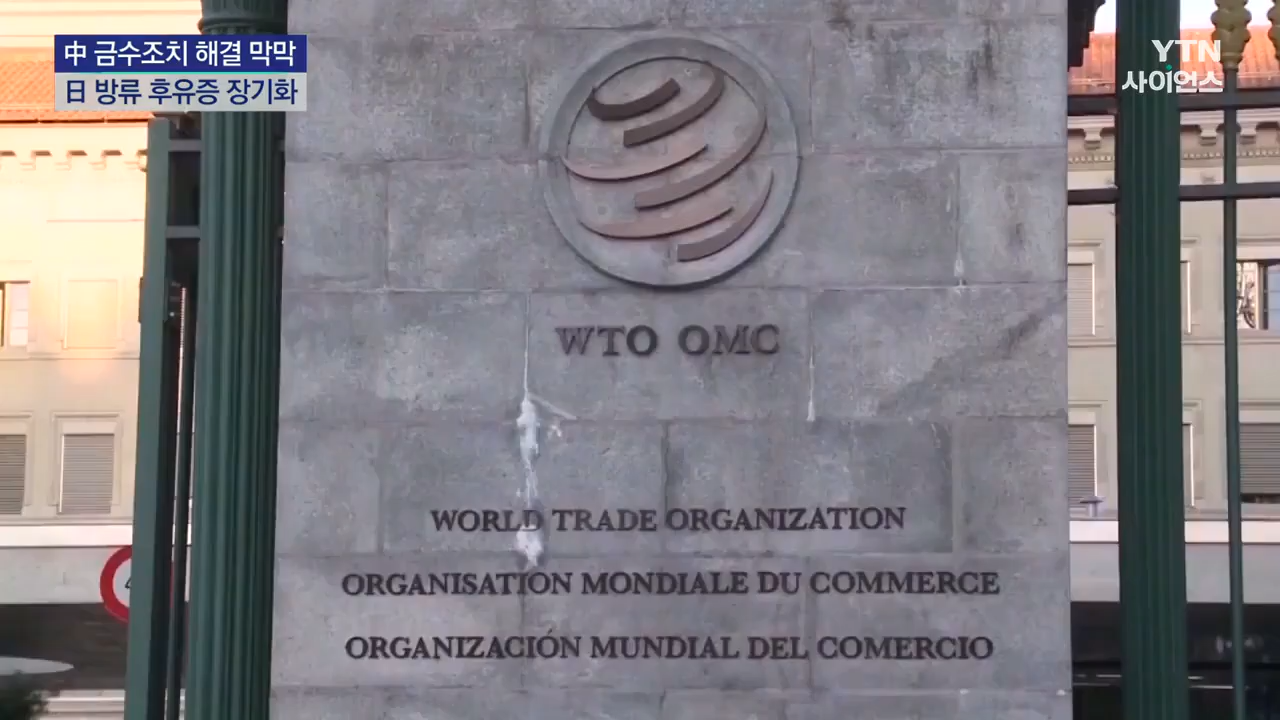 中 금수조치 해결 막막
日 방류 후유증 장기화
YTN
사이언스
WTO OMC
WORLD TRADE ORGANIZATION
ORGANISATION MONDIALE DU COMMERCE
ORGANIZACIÓN MUNDIAL DEL COMERCIO
4